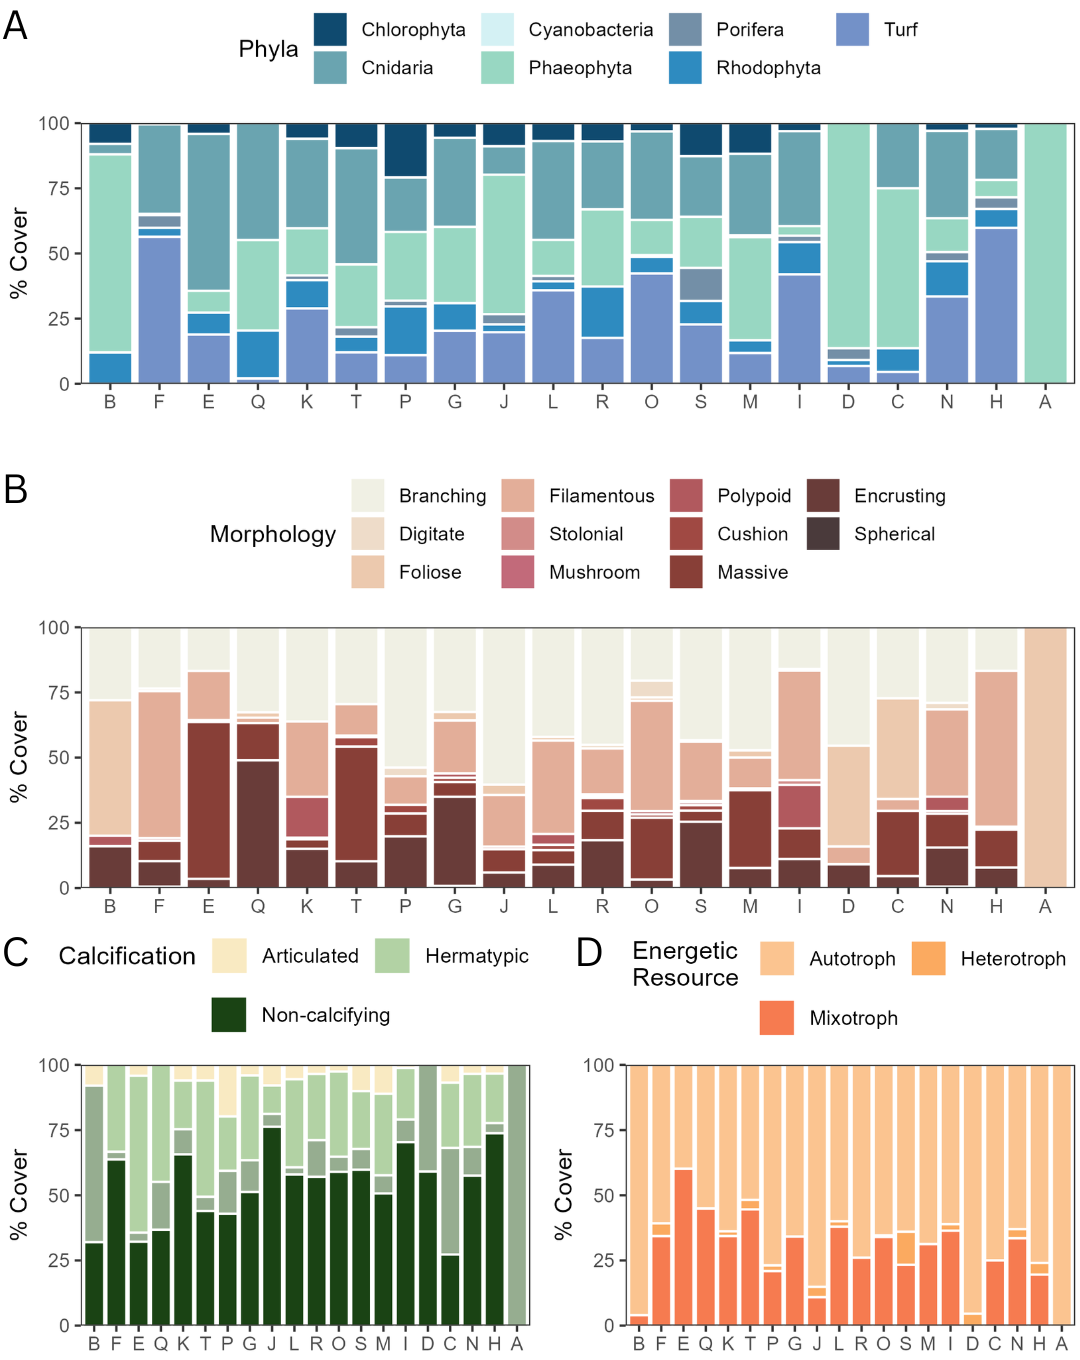 A
Phyla
Chlorophyta Cyanobacteria Porifera Turf
Cnidaria Phaeophyta Rhodophyta
% Cover
100
75
50
25
0
B F E Q K T P G J L R O S M I D C N H A
B
Morphology
Branching Filamentous Polypoid Encrusting
Digitate Stolonial Cushion Spherical
Foliose Mushroom Massive
% Cover
100
75
50
25
0
B F E Q K T P G J L R O S M I D C N H A
C
Calcification
Articulated Hermatypic
Non-calcifying
% Cover
100
75
50
25
0
B F E Q K T P G J L R O S M I D C N H A
D
Energetic
Resource
Autotroph Heterotroph
Mixotroph
% Cover
100
75
50
25
0
B F E Q K T P G J L R O S M I D C N H A